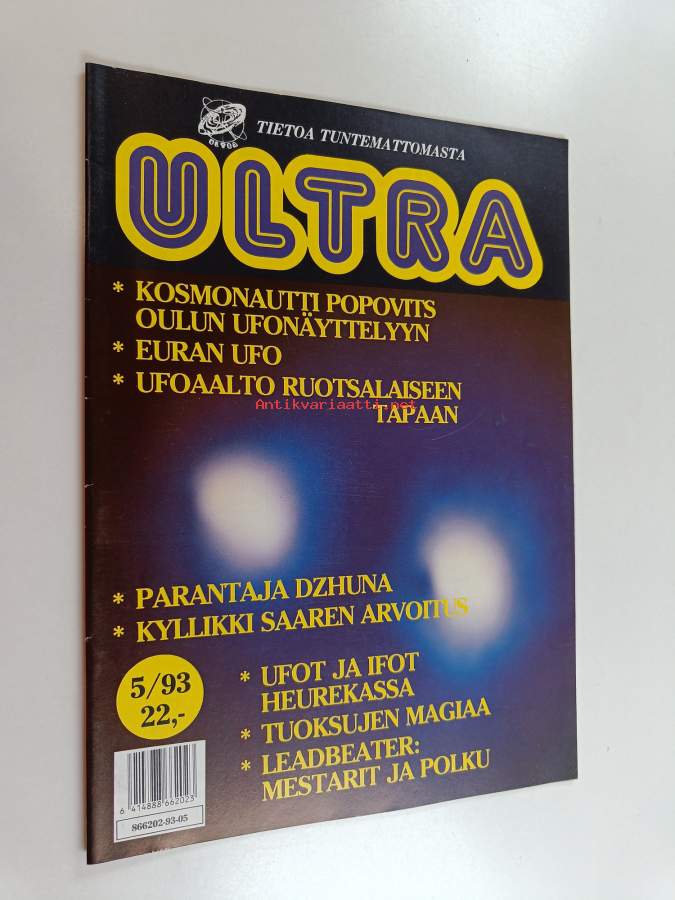 TIETOA TUNTEMATTOMASTA
ULTRA
* KOSMONAUTTI POPOVITS
OULUN UFONÄYTTELYYN
* EURAN UFO
* UFOAALTO RUOTSALAISEEN
TAPAAN
Antikvariaatti.net
* PARANTAJA DZHUNA
* KYLLIKKI SAAREN ARVOITUS
* UFOT JA IFOT
HEUREKASSA
* TUOKSUJEN MAGIAA
* LEADBEATER:
MESTARIT JA POLKU
5/93
22,-
6 414888 662023
866202-93-05